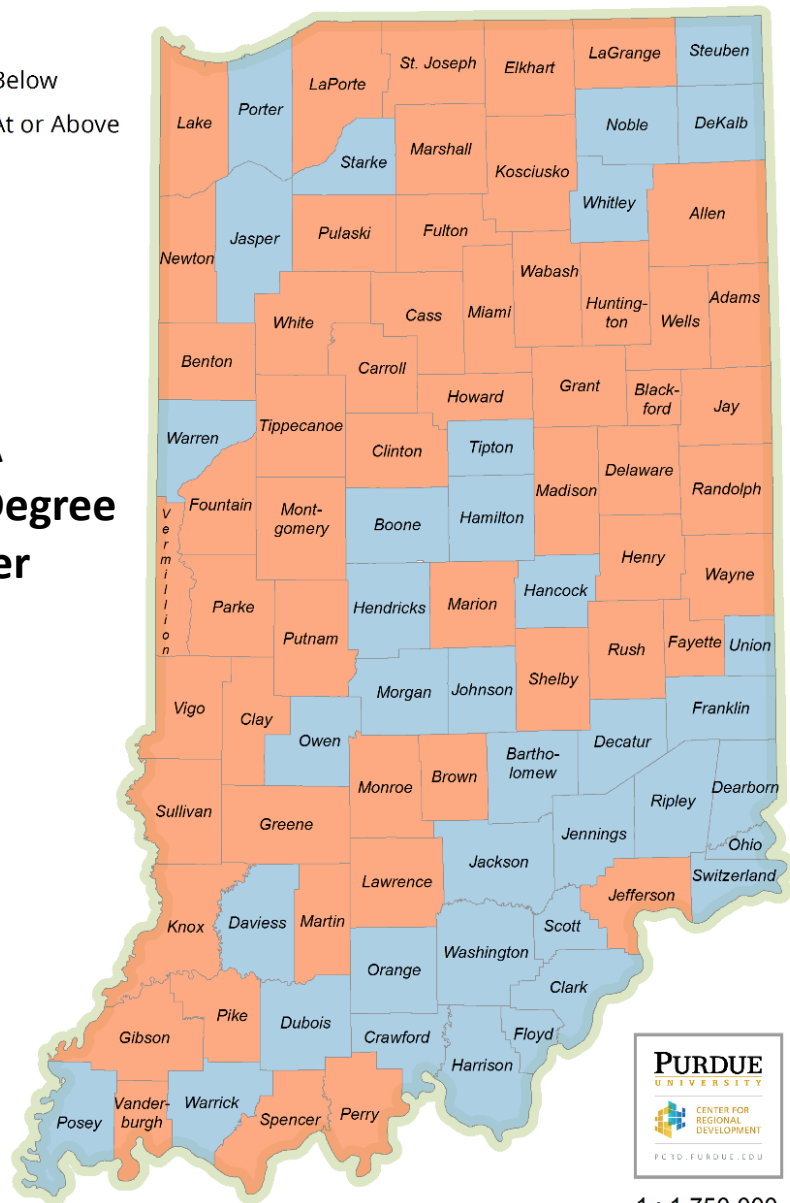 Below
At or Above
Degree
er
Lake
Porter
LaPorte
St. Joseph
Elkhart
LaGrange
Steuben
Noble
DeKalb
Starke
Marshall
Kosciusko
Whitley
Allen
Newton
Jasper
Pulaski
Fulton
Wabash
Hunting-
ton
Wells
Adams
White
Cass
Miami
Benton
Carroll
Howard
Grant
Black-
ford
Jay
Warren
Tippecanoe
Clinton
Tipton
Madison
Delaware
Randolph
Fountain
Mont-
gomery
Boone
Hamilton
Vermillion
Henry
Wayne
Parke
Putnam
Hendricks
Marion
Hancock
Rush
Fayette
Union
Vigo
Clay
Morgan
Johnson
Shelby
Franklin
Owen
Monroe
Brown
Bartho-
lomew
Decatur
Ripley
Dearborn
Sullivan
Greene
Jennings
Ohio
Jackson
Switzerland
Lawrence
Jefferson
Knox
Daviess
Martin
Washington
Scott
Orange
Clark
Gibson
Pike
Dubois
Crawford
Harrison
Floyd
Posey
Vander-
burgh
Warrick
Spencer
Perry
PURDUE
UNIVERSITY
CENTER FOR
REGIONAL
DEVELOPMENT
PCRD.PURDUE.EDU
1 : 1,750,000